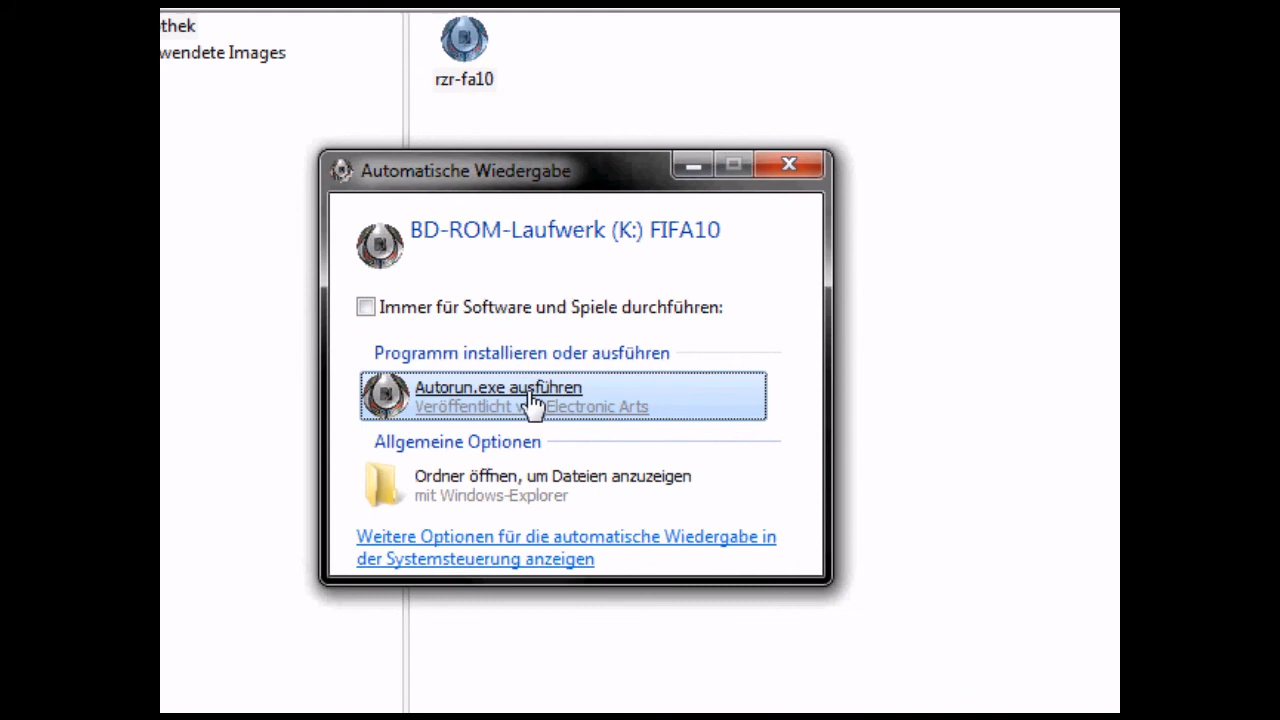 thek
wendete Images
rzr-fa10
Automatische Wiedergabe
BD-ROM-Laufwerk (K:) FIFA10
Immer für Software und Spiele durchführen:
Programm installieren oder ausführen
Autorun.exe ausführen
Veröffentlicht v Electronic Arts
Allgemeine Optionen
Ordner öffnen, um Dateien anzuzeigen
mit Windows-Explorer
Weitere Optionen für die automatische Wiedergabe in
der Systemsteuerung anzeigen